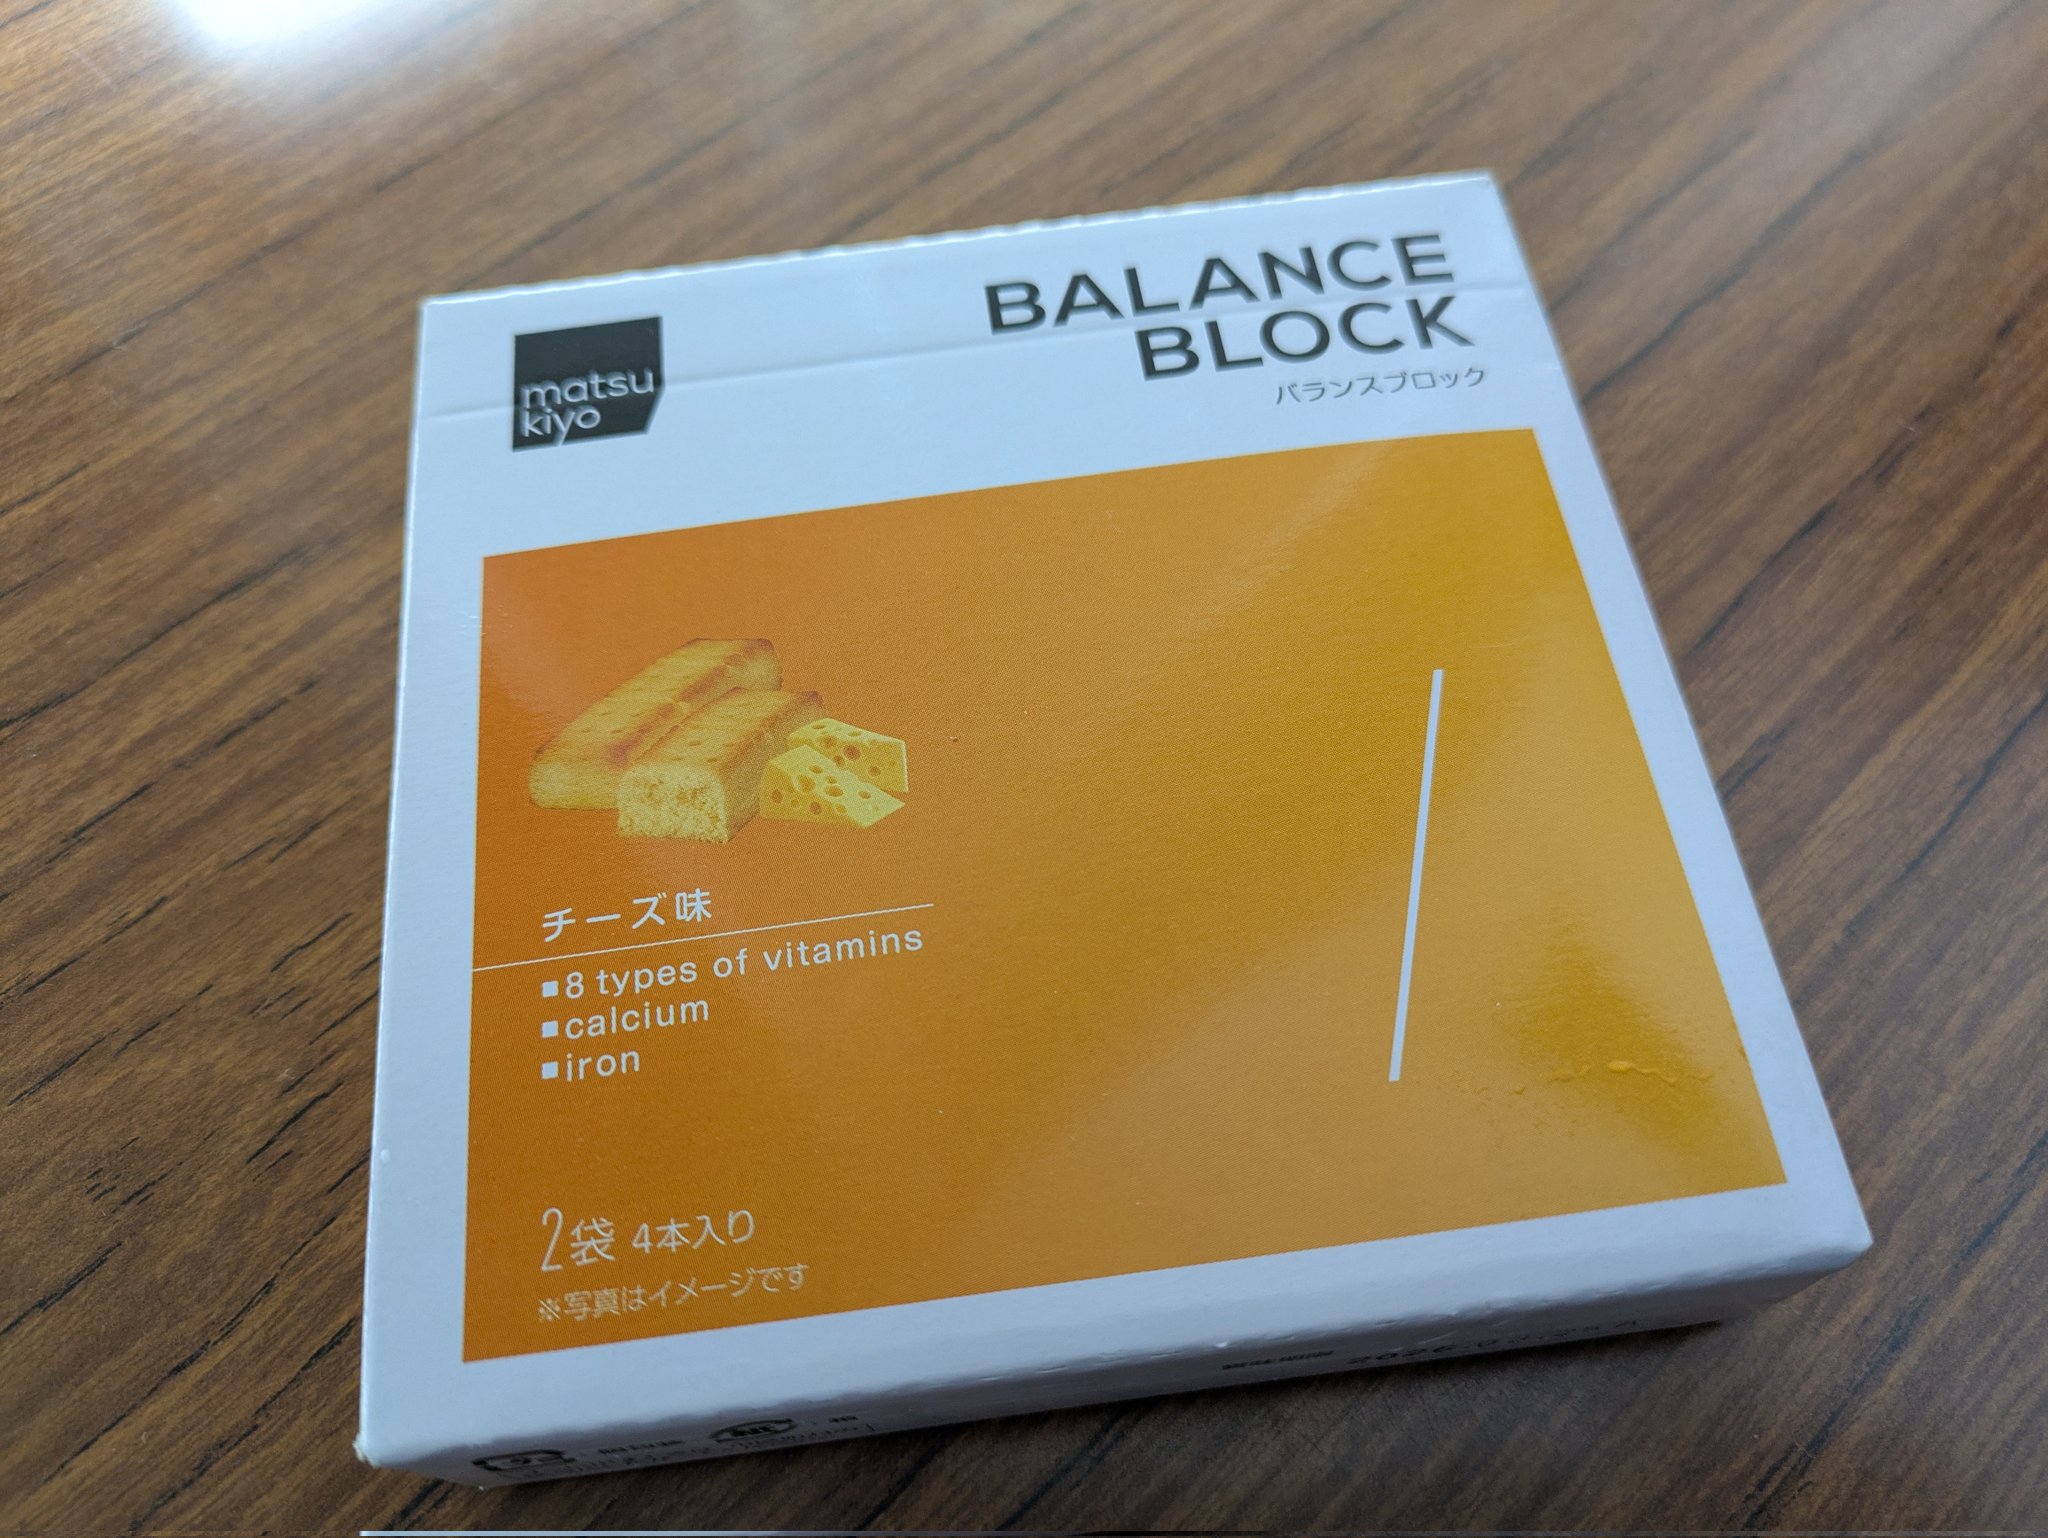 matsu
kiyo
BALANCE
BLOCK
バランスブロック
チーズ味
■8 types of vitamins
■calcium
■iron
2袋 4本入り
※写真はイメージです